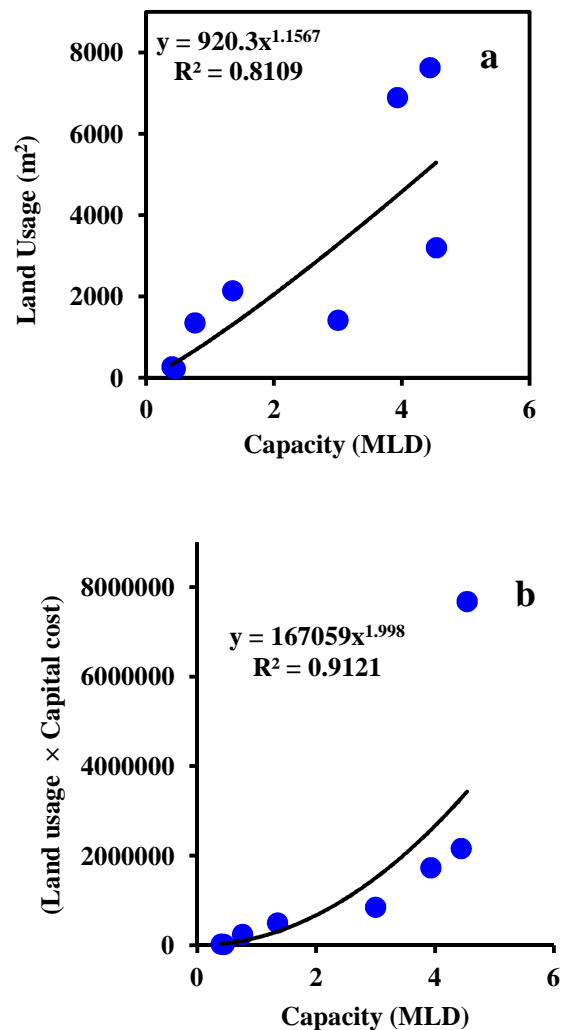 y = 920.3x^1.1567
R² = 0.8109
a
8000
6000
4000
2000
0
Land Usage (m²)
0 2 4 6
Capacity (MLD)
b
y = 167059x^1.998
R² = 0.9121
8000000
6000000
4000000
2000000
0
(Land usage × Capital cost)
0 2 4 6
Capacity (MLD)